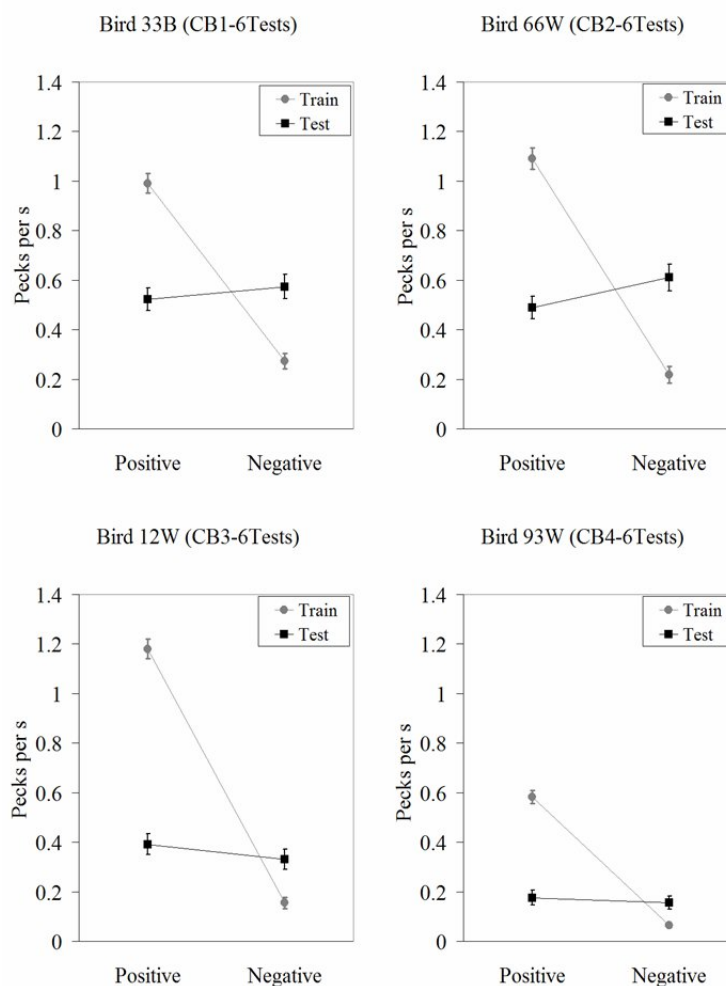 Bird 33B (CB1-6Tests)
Pecks per s
1.4
1.2
1
0.8
0.6
0.4
0.2
0
Train
Test
Positive Negative
Bird 66W (CB2-6Tests)
Pecks per s
1.4
1.2
1
0.8
0.6
0.4
0.2
0
Train
Test
Positive Negative
Bird 12W (CB3-6Tests)
Pecks per s
1.4
1.2
1
0.8
0.6
0.4
0.2
0
Train
Test
Positive Negative
Bird 93W (CB4-6Tests)
Pecks per s
1.4
1.2
1
0.8
0.6
0.4
0.2
0
Train
Test
Positive Negative